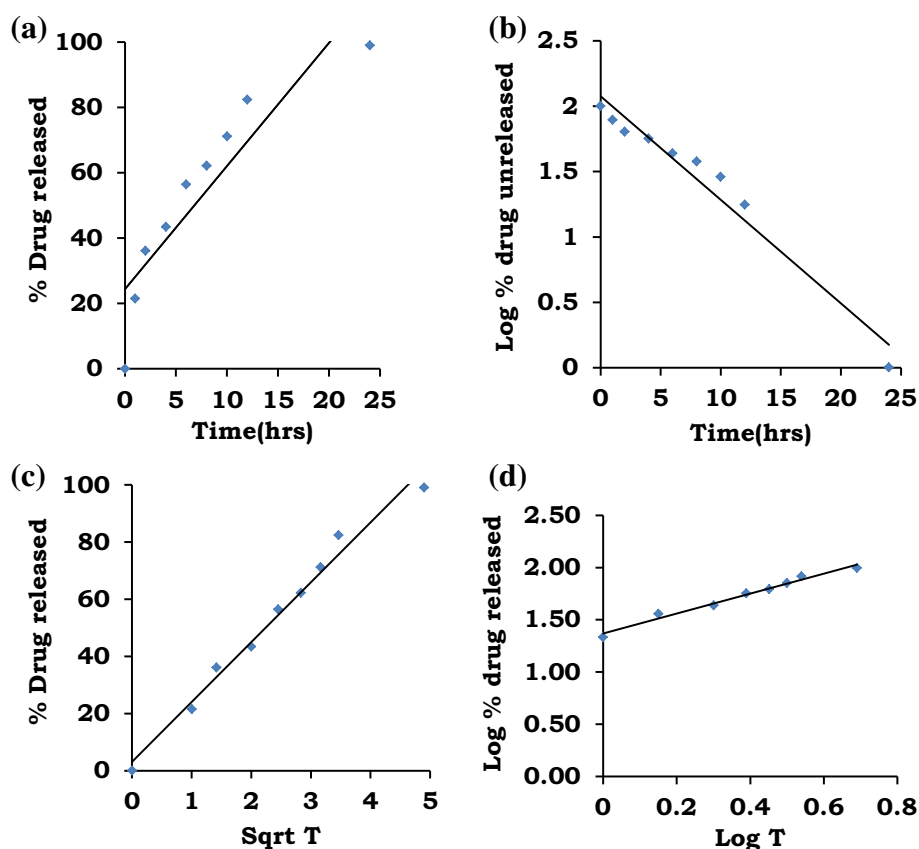 (a)
% Drug released
100
80
60
40
20
0
0 5 10 15 20 25
Time(hrs)
(b)
Log % drug unreleased
2.5
2
1.5
1
0.5
0
0 5 10 15 20 25
Time(hrs)
(c)
% Drug released
100
80
60
40
20
0
0 1 2 3 4 5
Sqrt T
(d)
Log % drug released
2.50
2.00
1.50
1.00
0.50
0.00
0 0.2 0.4 0.6 0.8
Log T